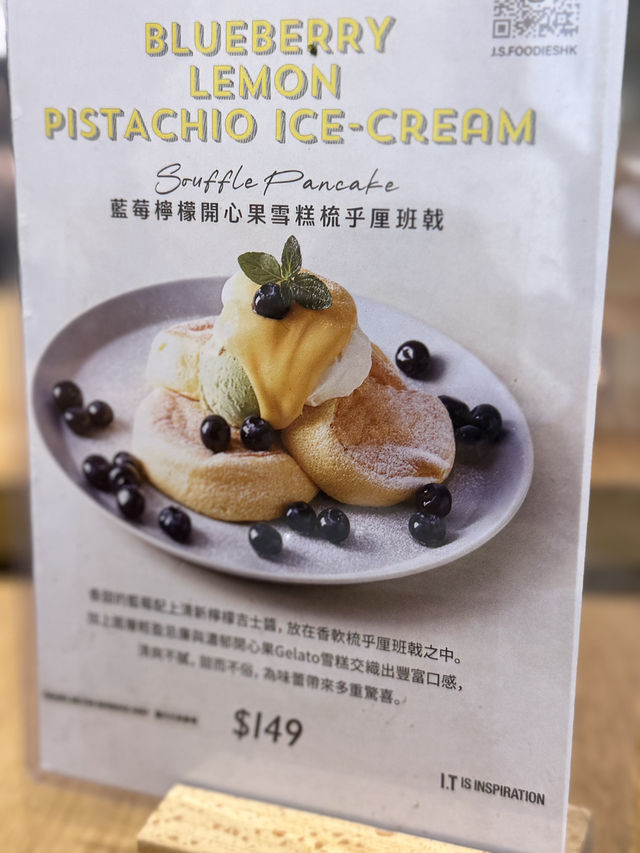 BLUEBERRY
J.S.FOODIESHK
LEMON
PISTACHIO ICE-CREAM
Souffle Pancake
藍莓檸檬開心果雪糕梳乎厘班戟
香甜的藍莓配上清新檸檬吉士醬，放在香軟梳乎厘班戟之中。
加上
忌廉與濃郁開心果Gelato雪糕交織出豐富口感，
清爽不膩，甜而不俗，為味蕾帶來多重驚喜。
$149
I.T IS INSPIRATION